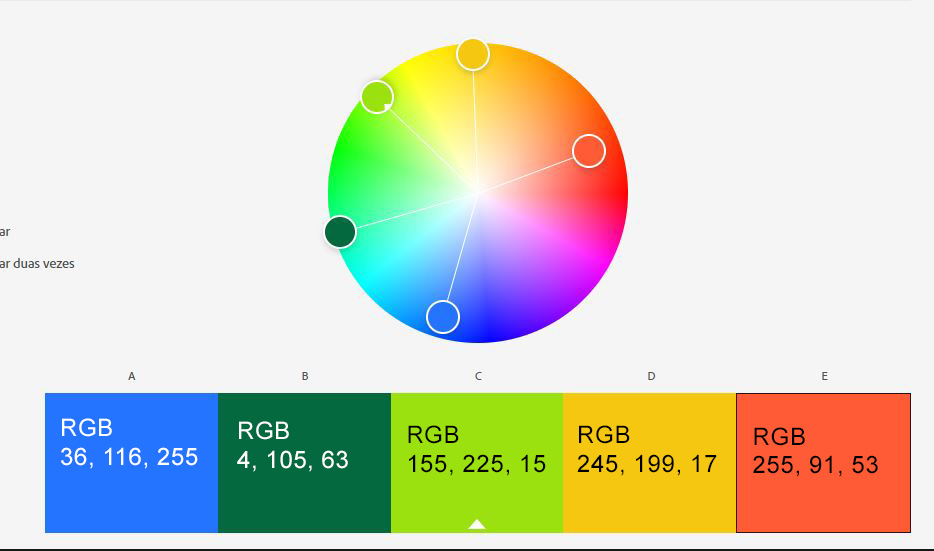 ar
ar duas vezes
A
B
C
D
E
RGB
36, 116, 255
RGB
4, 105, 63
RGB
155, 225, 15
RGB
245, 199, 17
RGB
255, 91, 53